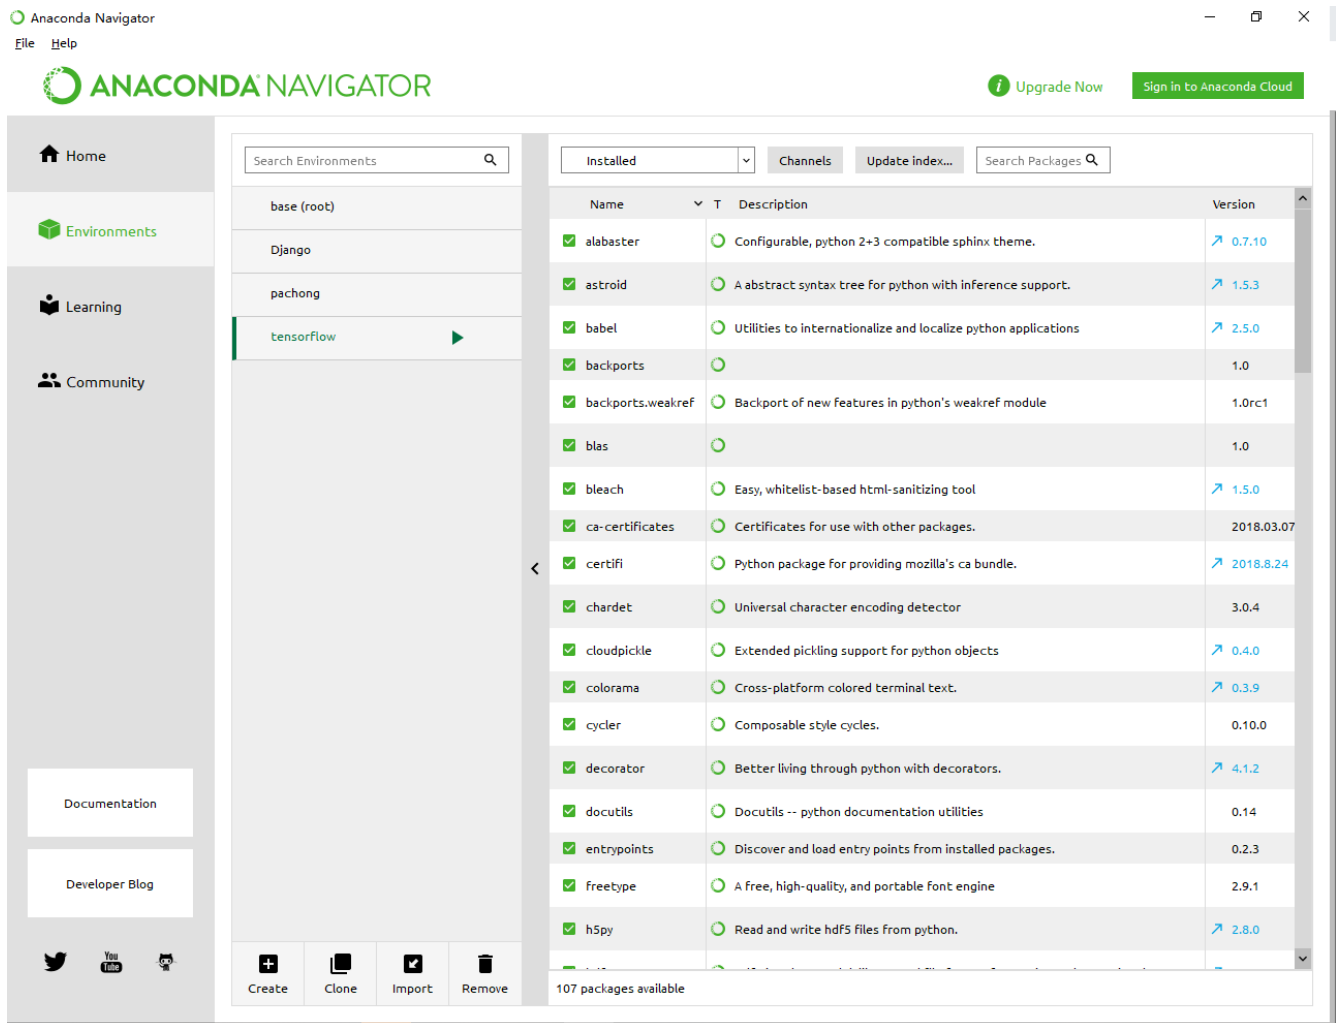 Anaconda Navigator
File Help
ANACONDA NAVIGATOR
i Upgrade Now
Sign in to Anaconda Cloud
Home
Environments
Learning
Community
Documentation
Developer Blog
You Tube
Search Environments
base (root)
Django
pachong
tensorflow
Create Clone Import Remove
Installed Channels Update index... Search Packages
Name T Description Version
alabaster Configurable, python 2+3 compatible sphinx theme. 0.7.10
astroid A abstract syntax tree for python with inference support. 1.5.3
babel Utilities to internationalize and localize python applications 2.5.0
backports 1.0
backports.weakref Backport of new features in python's weakref module 1.0rc1
blas 1.0
bleach Easy, whitelist-based html-sanitizing tool 1.5.0
ca-certificates Certificates for use with other packages. 2018.03.07
certifi Python package for providing mozilla's ca bundle. 2018.8.24
chardet Universal character encoding detector 3.0.4
cloudpickle Extended pickling support for python objects 0.4.0
colorama Cross-platform colored terminal text. 0.3.9
cycler Composable style cycles. 0.10.0
decorator Better living through python with decorators. 4.1.2
docutils Docutils -- python documentation utilities 0.14
entrypoints Discover and load entry points from installed packages. 0.2.3
freetype A free, high-quality, and portable font engine 2.9.1
h5py Read and write hdf5 files from python. 2.8.0
107 packages available